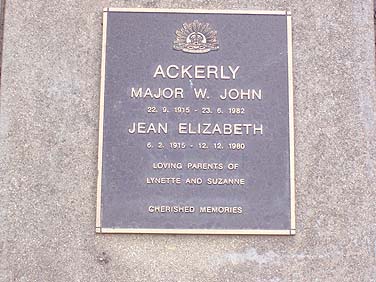 ACKERLY
MAJOR W. JOHN
22. 9. 1915 - 23. 6. 1982
JEAN ELIZABETH
6. 2. 1915 - 12. 12. 1980
LOVING PARENTS OF
LYNETTE AND SUZANNE
CHERISHED MEMORIES